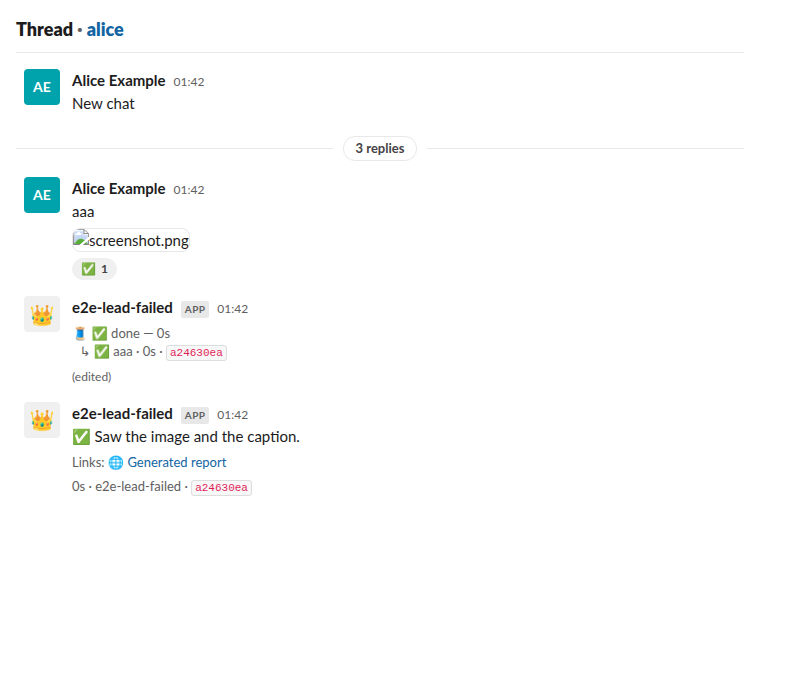 Thread · alice
AE
Alice Example 01:42
New chat
3 replies
AE
Alice Example 01:42
aaa
screenshot.png
✅ 1
e2e-lead-failed APP 01:42
🧵 ✅ done — 0s
↳ ✅ aaa · 0s · a24630ea
(edited)
e2e-lead-failed APP 01:42
✅ Saw the image and the caption.
Links: 🌐 Generated report
0s · e2e-lead-failed · a24630ea